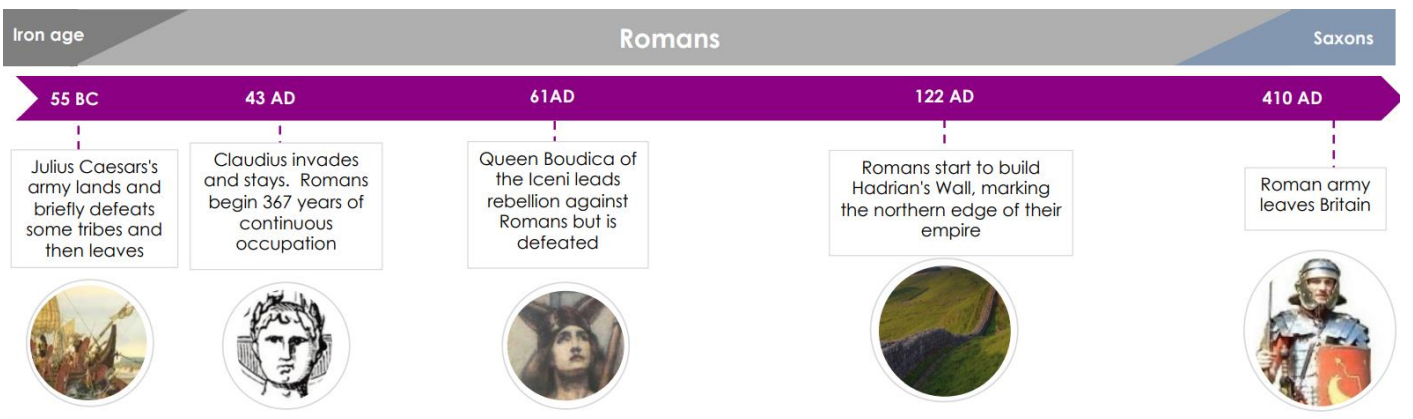 Iron age
Romans
Saxons
55 BC
43 AD
61AD
122 AD
410 AD
Julius Caesars's
army lands and
briefly defeats
some tribes and
then leaves
Claudius invades
and stays. Romans
begin 367 years of
continuous
occupation
Queen Boudica of
the Iceni leads
rebellion against
Romans but is
defeated
Romans start to build
Hadrian's Wall, marking
the northern edge of their
empire
Roman army
leaves Britain